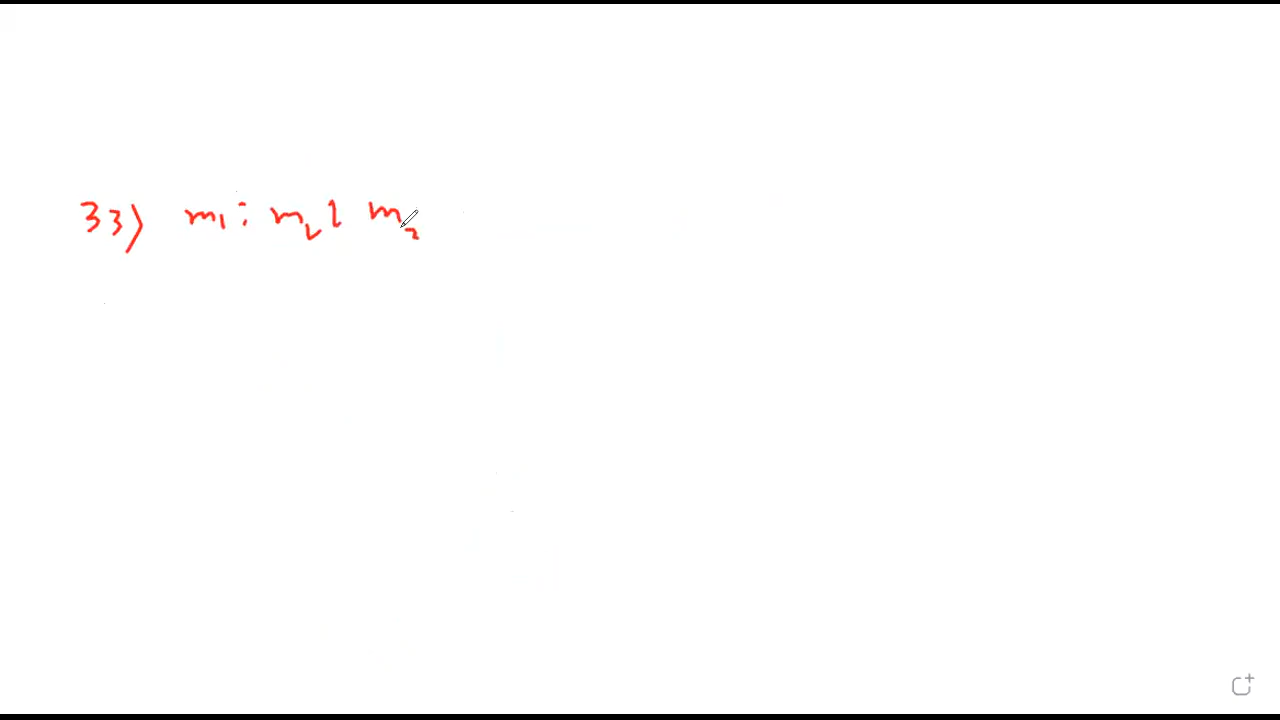 33) m₁ : m₂ : m₃